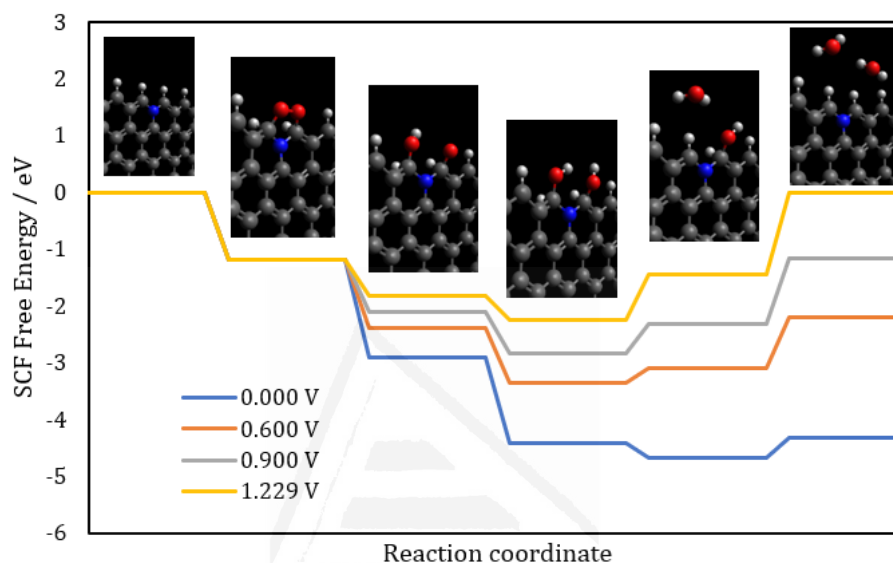 3
2
1
0
-1
-2
-3
-4
-5
-6
SCF Free Energy / eV
0.000 V
0.600 V
0.900 V
1.229 V
Reaction coordinate